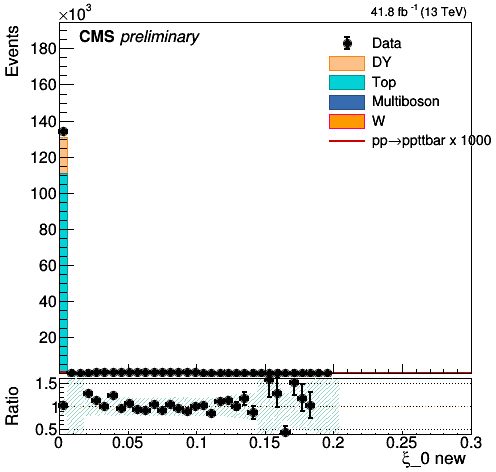 ×10³
41.8 fb⁻¹ (13 TeV)
CMS preliminary
Events
180
160
140
120
100
80
60
40
20
Data
DY
Top
Multiboson
W
pp→ppttbar x 1000
Ratio
1.5
1
0.5
0 0.05 0.1 0.15 0.2 0.25 0.3
ξ_0 new